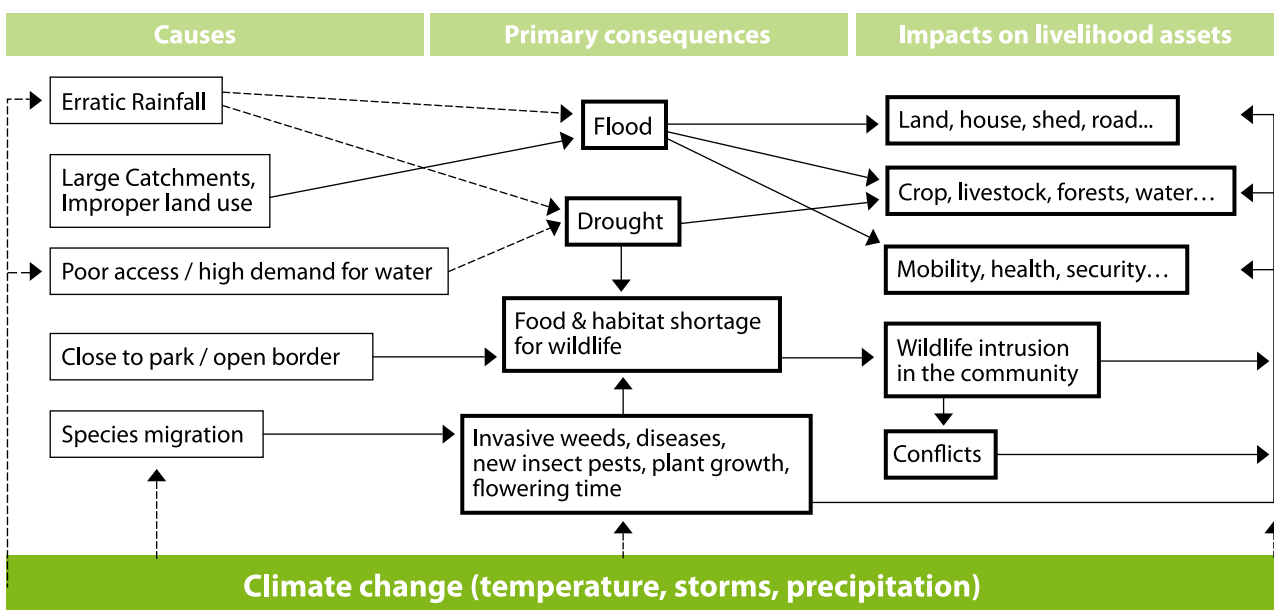 Causes
Primary consequences
Impacts on livelihood assets
Erratic Rainfall
Flood
Land, house, shed, road...
Large Catchments,
Improper land use
Crop, livestock, forests, water…
Drought
Poor access / high demand for water
Mobility, health, security…
Food & habitat shortage
for wildlife
Close to park / open border
Wildlife intrusion
in the community
Species migration
Invasive weeds, diseases,
new insect pests, plant growth,
flowering time
Conflicts
Climate change (temperature, storms, precipitation)